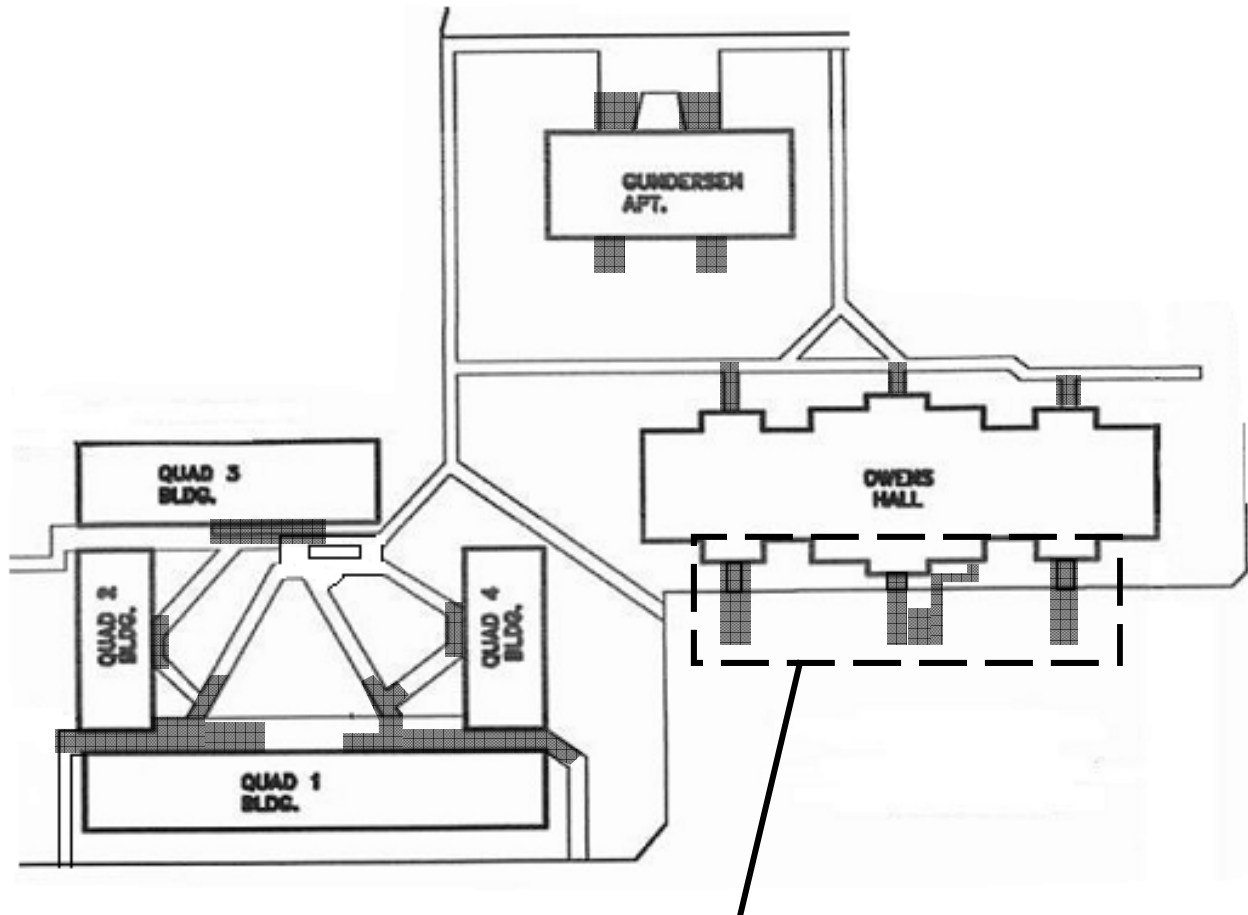 GUNDERSEN
APT.
OWENS
HALL
QUAD 3
BLDG.
QUAD 2
BLDG.
QUAD 4
BLDG.
QUAD 1
BLDG.